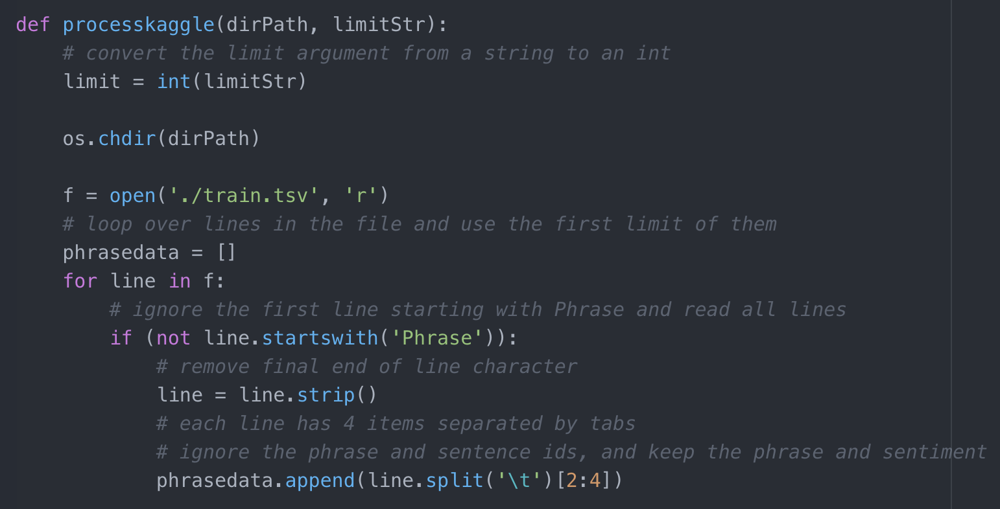 def processkaggle(dirPath, limitStr):
    # convert the limit argument from a string to an int
    limit = int(limitStr)

    os.chdir(dirPath)

    f = open('./train.tsv', 'r')
    # loop over lines in the file and use the first limit of them
    phrasedata = []
    for line in f:
        # ignore the first line starting with Phrase and read all lines
        if (not line.startswith('Phrase')):
            # remove final end of line character
            line = line.strip()
            # each line has 4 items separated by tabs
            # ignore the phrase and sentence ids, and keep the phrase and sentiment
            phrasedata.append(line.split('\t')[2:4])